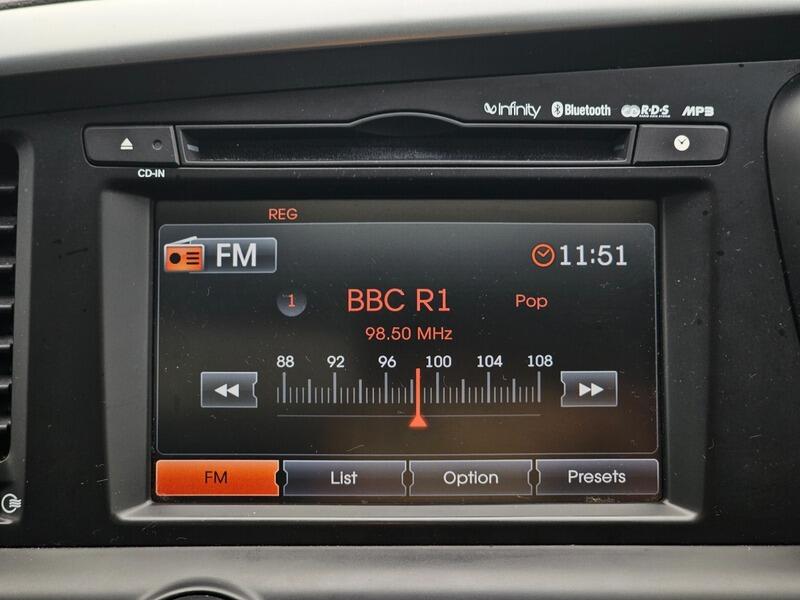 Infinity Bluetooth R·D·S MP3
CD-IN
REG
FM 11:51
1 BBC R1 Pop
98.50 MHz
88 92 96 100 104 108
FM List Option Presets